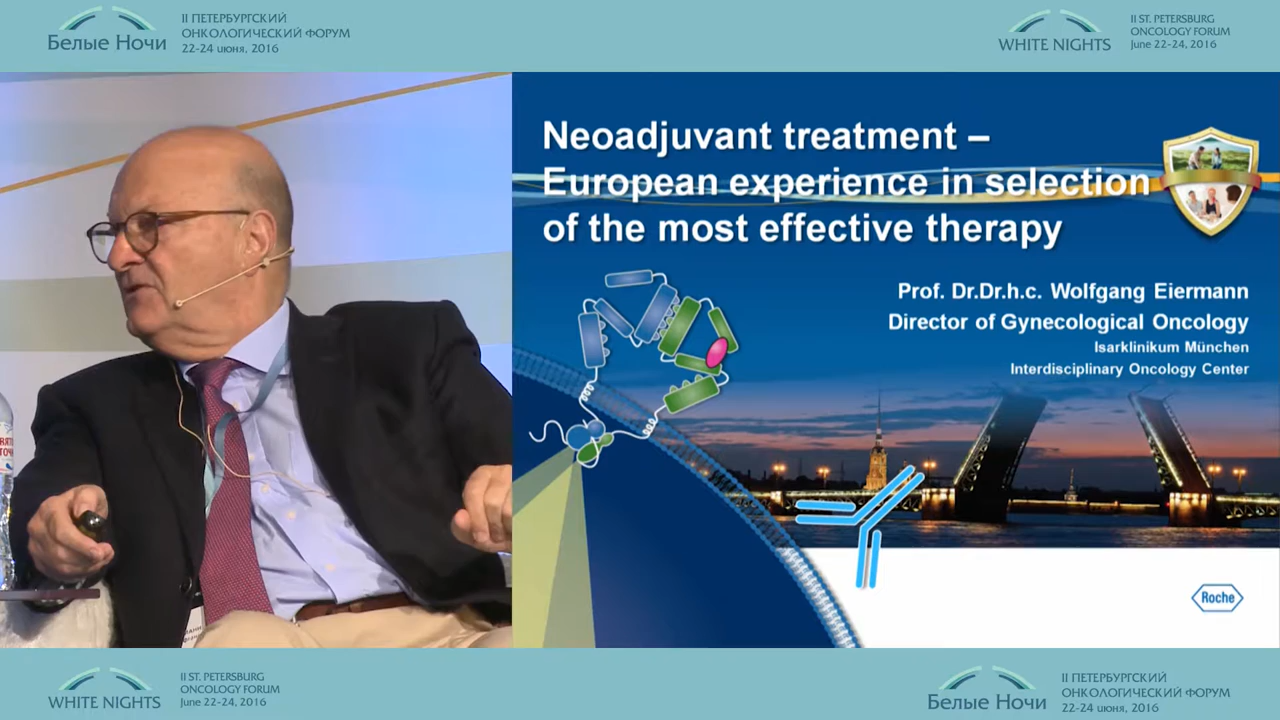 Белые Ночи
II ПЕТЕРБУРГСКИЙ
ОНКОЛОГИЧЕСКИЙ ФОРУМ
22-24 июня, 2016
WHITE NIGHTS
II ST. PETERSBURG
ONCOLOGY FORUM
June 22-24, 2016
Neoadjuvant treatment –
European experience in selection
of the most effective therapy
Prof. Dr.Dr.h.c. Wolfgang Eiermann
Director of Gynecological Oncology
Isarklinikum München
Interdisciplinary Oncology Center
Roche
WHITE NIGHTS
II ST. PETERSBURG
ONCOLOGY FORUM
June 22-24, 2016
Белые Ночи
II ПЕТЕРБУРГСКИЙ
ОНКОЛОГИЧЕСКИЙ ФОРУМ
22-24 июня, 2016